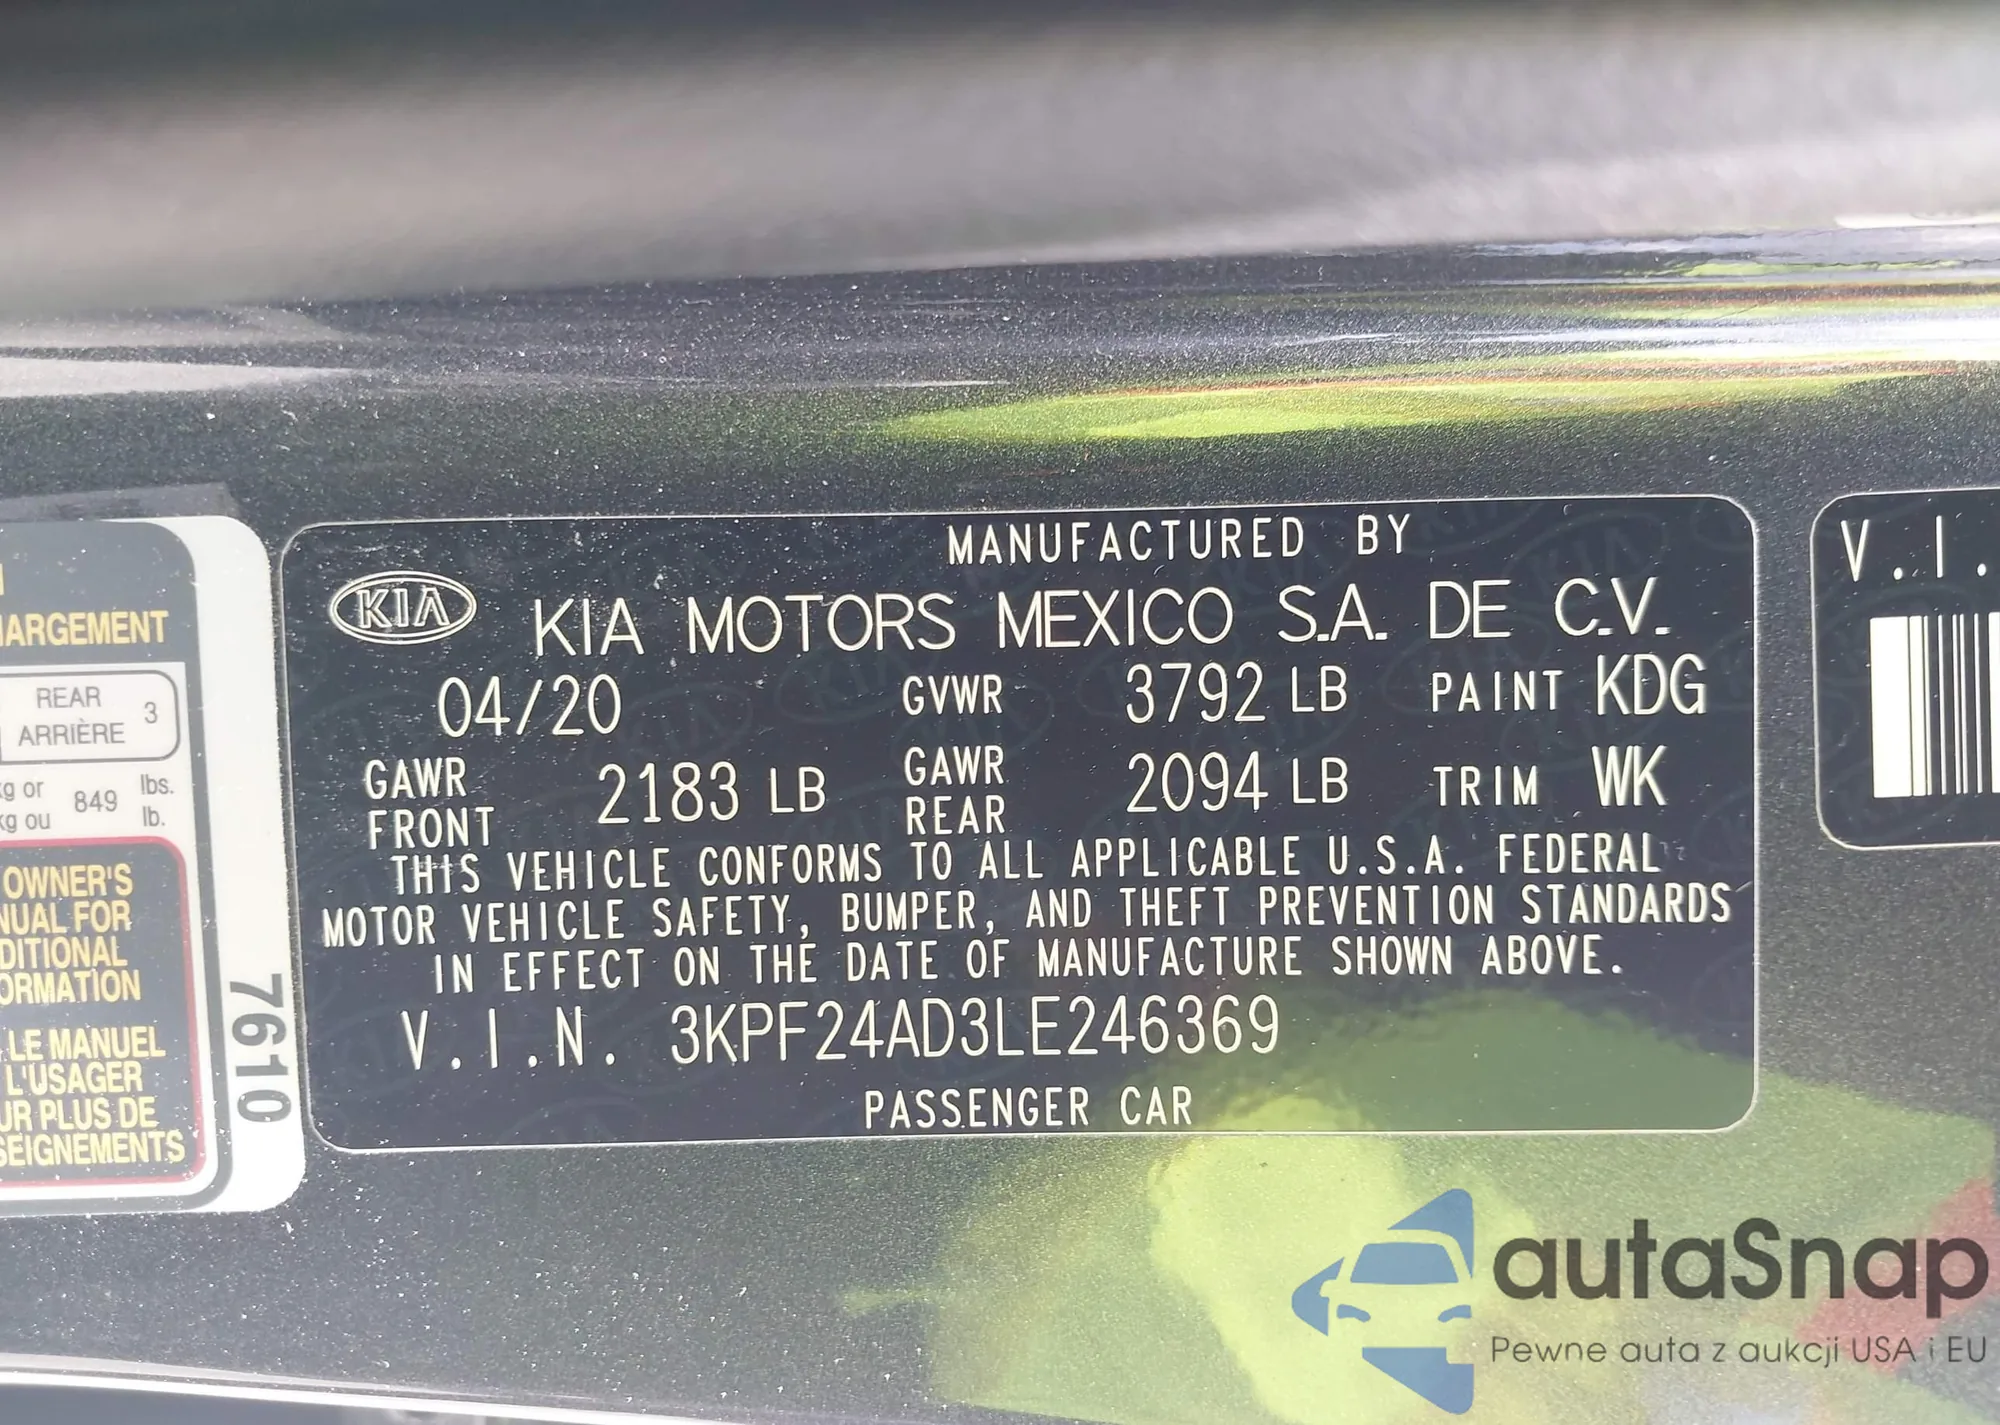 MANUFACTURED BY
KIA KIA MOTORS MEXICO S.A. DE C.V.
04/20 GVWR 3792 LB PAINT KDG
GAWR FRONT 2183 LB GAWR REAR 2094 LB TRIM WK
THIS VEHICLE CONFORMS TO ALL APPLICABLE U.S.A. FEDERAL
MOTOR VEHICLE SAFETY, BUMPER, AND THEFT PREVENTION STANDARDS
IN EFFECT ON THE DATE OF MANUFACTURE SHOWN ABOVE.
V.I.N. 3KPF24AD3LE246369
PASSENGER CAR
ARGEMENT
REAR
ARRIÈRE 3
kg or 849 lbs.
kg ou lb.
OWNER'S
NUAL FOR
DITIONAL
ORMATION
LE MANUEL
L'USAGER
UR PLUS DE
SEIGNEMENTS
7610
V.I.
autaSnap
Pewne auta z aukcji USA i EU